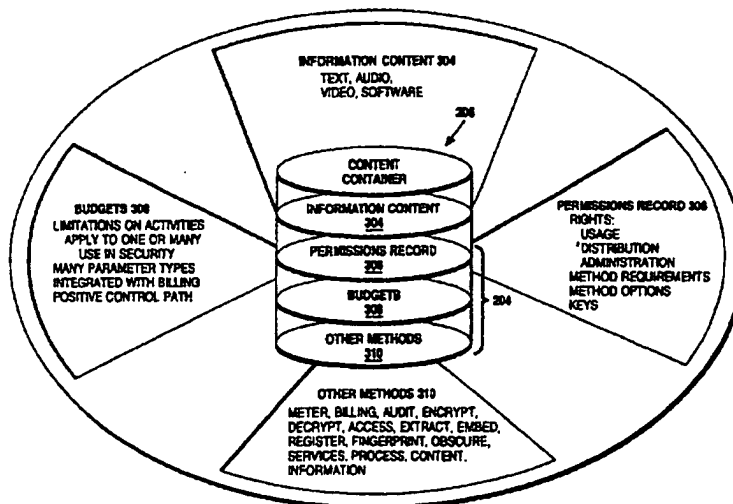 INFORMATION CONTENT 304
TEXT, AUDIO,
VIDEO, SOFTWARE
CONTENT
CONTAINER
INFORMATION CONTENT
304
PERMISSIONS RECORD
BUDGETS
308
OTHER METHODS
310
204
BUDGETS 308
LIMITATIONS ON ACTIVITIES
APPLY TO ONE OR MANY
USE IN SECURITY
MANY PARAMETER TYPES
INTEGRATED WITH BILLING
POSITIVE CONTROL PATH
PERMISSIONS RECORD
RIGHTS:
USAGE
DISTRIBUTION
ADMINISTRATION
METHOD REQUIREMENTS
METHOD OPTIONS
KEYS
OTHER METHODS 310
METER, BILLING, AUDIT, ENCRYPT,
DECRYPT, ACCESS, EXTRACT, EMBED,
REGISTER, FINGERPRINT, OBSCURE,
SERVICES, PROCESS, CONTENT,
INFORMATION